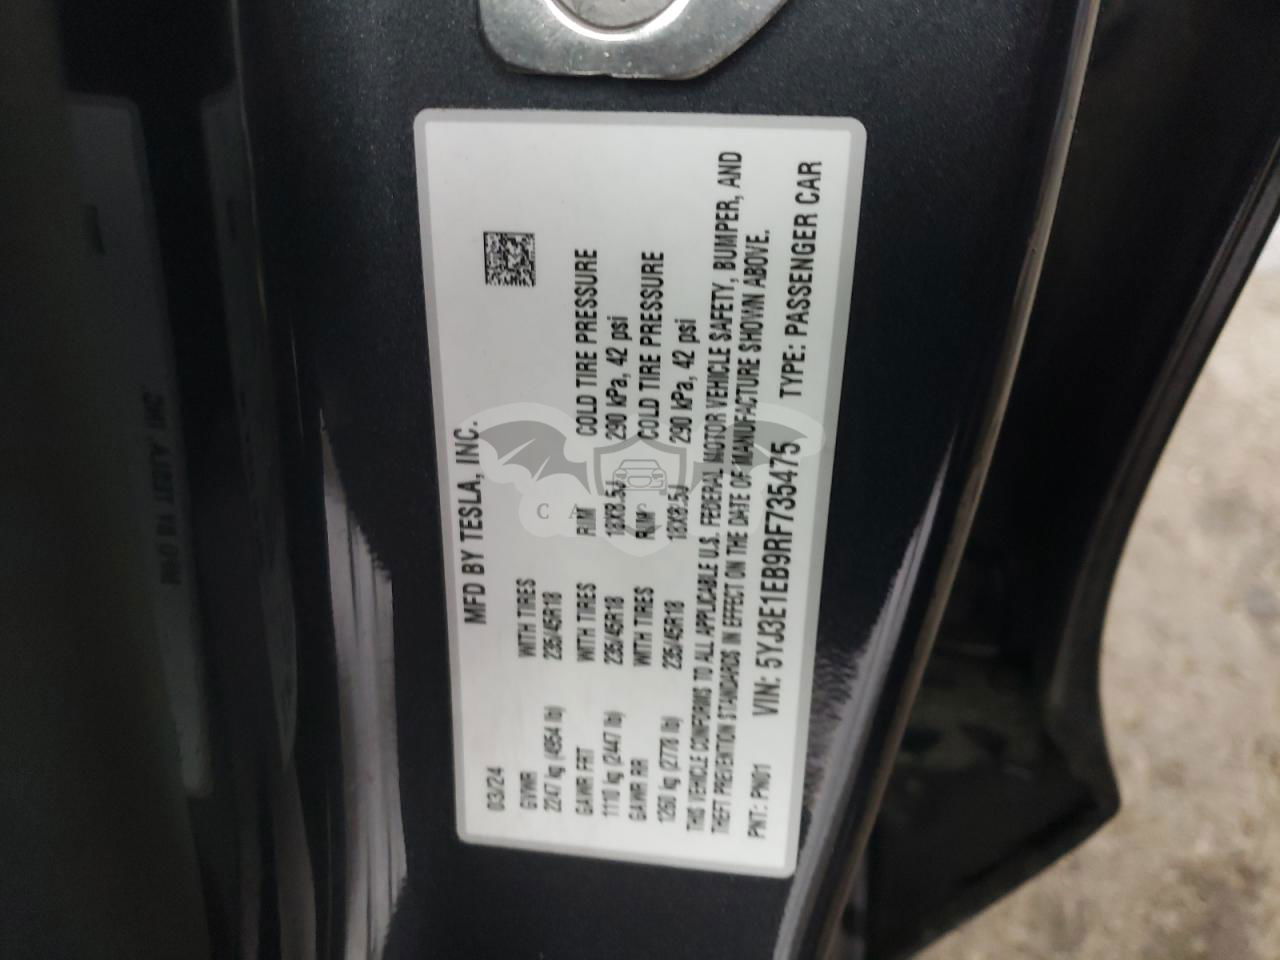 MFD BY TESLA, INC.
03/24
GVWR WITH TIRES RIM COLD TIRE PRESSURE
2247 kg (4954 lb) 235/45R18 18X8.5J 290 kPa, 42 psi
GAWR FRT WITH TIRES RIM COLD TIRE PRESSURE
1110 kg (2447 lb) 235/45R18 18X8.5J 290 kPa, 42 psi
GAWR RR WITH TIRES
1260 kg (2778 lb) 235/45R18
THIS VEHICLE CONFORMS TO ALL APPLICABLE U.S. FEDERAL MOTOR VEHICLE SAFETY, BUMPER, AND
THEFT PREVENTION STANDARDS IN EFFECT ON THE DATE OF MANUFACTURE SHOWN ABOVE.
PNT: PN01 VIN: 5YJ3E1EB9RF735475 TYPE: PASSENGER CAR